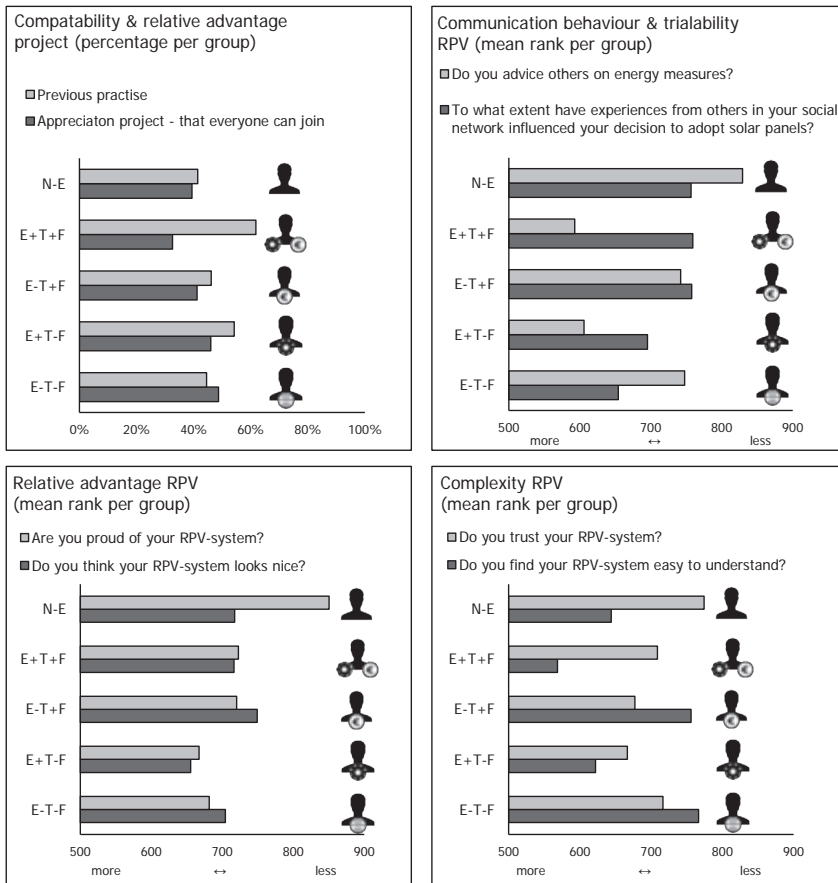 Compatability & relative advantage
project (percentage per group)
Previous practise
Appreciaton project - that everyone can join
N-E
E+T+F
€
E-T+F
€
E+T-F
E-T-F
0% 20% 40% 60% 80% 100%
Communication behaviour & trialability
RPV (mean rank per group)
Do you advice others on energy measures?
To what extent have experiences from others in your social
network influenced your decision to adopt solar panels?
N-E
E+T+F
€
E-T+F
€
E+T-F
E-T-F
500 600 700 800 900
more ↔ less
Relative advantage RPV
(mean rank per group)
Are you proud of your RPV-system?
Do you think your RPV-system looks nice?
N-E
E+T+F
€
E-T+F
€
E+T-F
E-T-F
500 600 700 800 900
more ↔ less
Complexity RPV
(mean rank per group)
Do you trust your RPV-system?
Do you find your RPV-system easy to understand?
N-E
E+T+F
€
E-T+F
€
E+T-F
E-T-F
500 600 700 800 900
more ↔ less